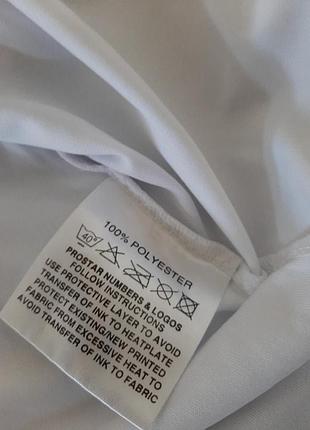 100% POLYESTER
40°
PROSTAR NUMBERS & LOGOS
FOLLOW INSTRUCTIONS
USE PROTECTIVE LAYER TO AVOID
TRANSFER OF INK TO HEATPLATE
PROTECT EXISTING/NEW PRINTED
FABRIC FROM EXCESSIVE HEAT TO
AVOID TRANSFER OF INK TO FABRIC